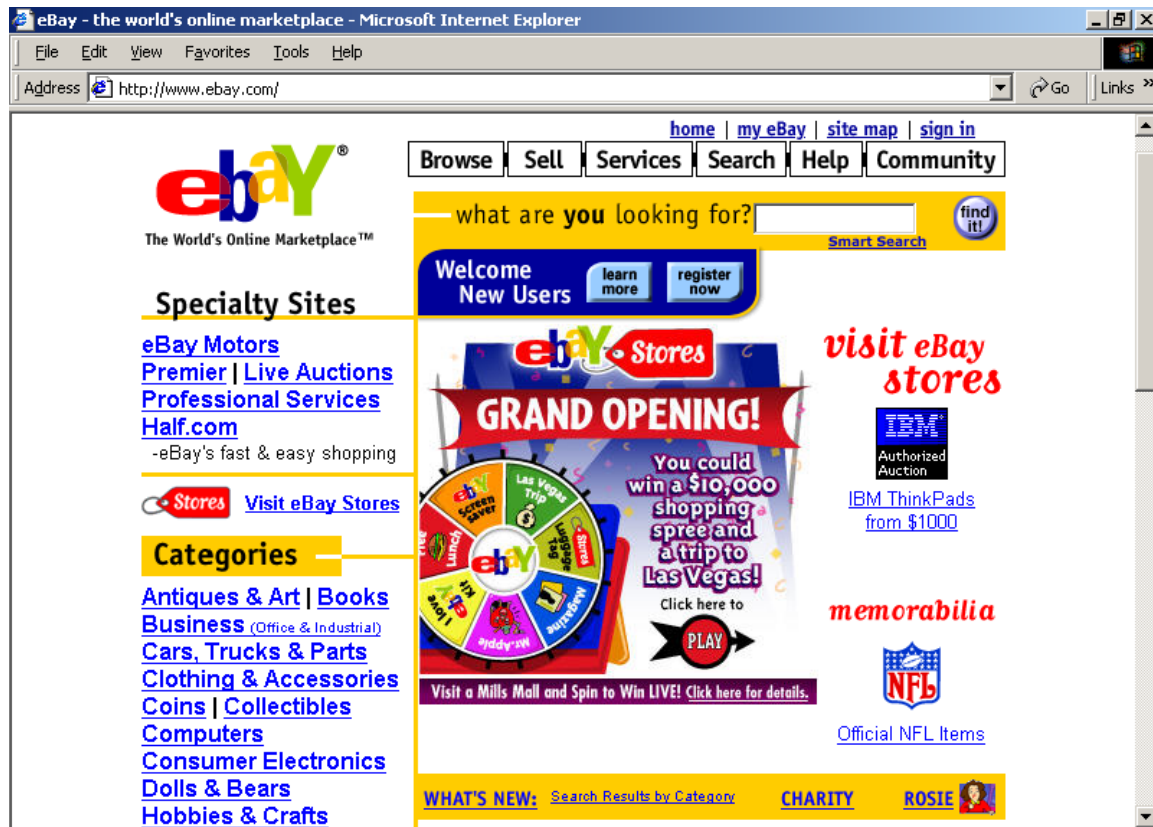 eBay - the world's online marketplace - Microsoft Internet Explorer
File Edit View Favorites Tools Help
Address http://www.ebay.com/ Go Links »
home | my eBay | site map | sign in
ebaY®
Browse Sell Services Search Help Community
what are you looking for? find it!
The World's Online Marketplace™
Smart Search
Welcome
New Users
learn more
register now
Specialty Sites
eBay Motors
Premier | Live Auctions
Professional Services
Half.com
-eBay's fast & easy shopping
Stores Visit eBay Stores
Categories
Antiques & Art | Books
Business (Office & Industrial)
Cars, Trucks & Parts
Clothing & Accessories
Coins | Collectibles
Computers
Consumer Electronics
Dolls & Bears
Hobbies & Crafts
ebaY Stores
GRAND OPENING!
You could
win a $10,000
shopping
spree and
a trip to
Las Vegas!
Click here to
PLAY
ebaY
Screen saver
Las Vegas Trip
Stores Luggage Tag
Magazine
Mr. Apple
I love ebaY Kit
Lunch
ebaY
Visit a Mills Mall and Spin to Win LIVE! Click here for details.
visit eBay
stores
IBM
Authorized
Auction
IBM ThinkPads
from $1000
memorabilia
NFL
Official NFL Items
WHAT'S NEW: Search Results by Category CHARITY ROSIE